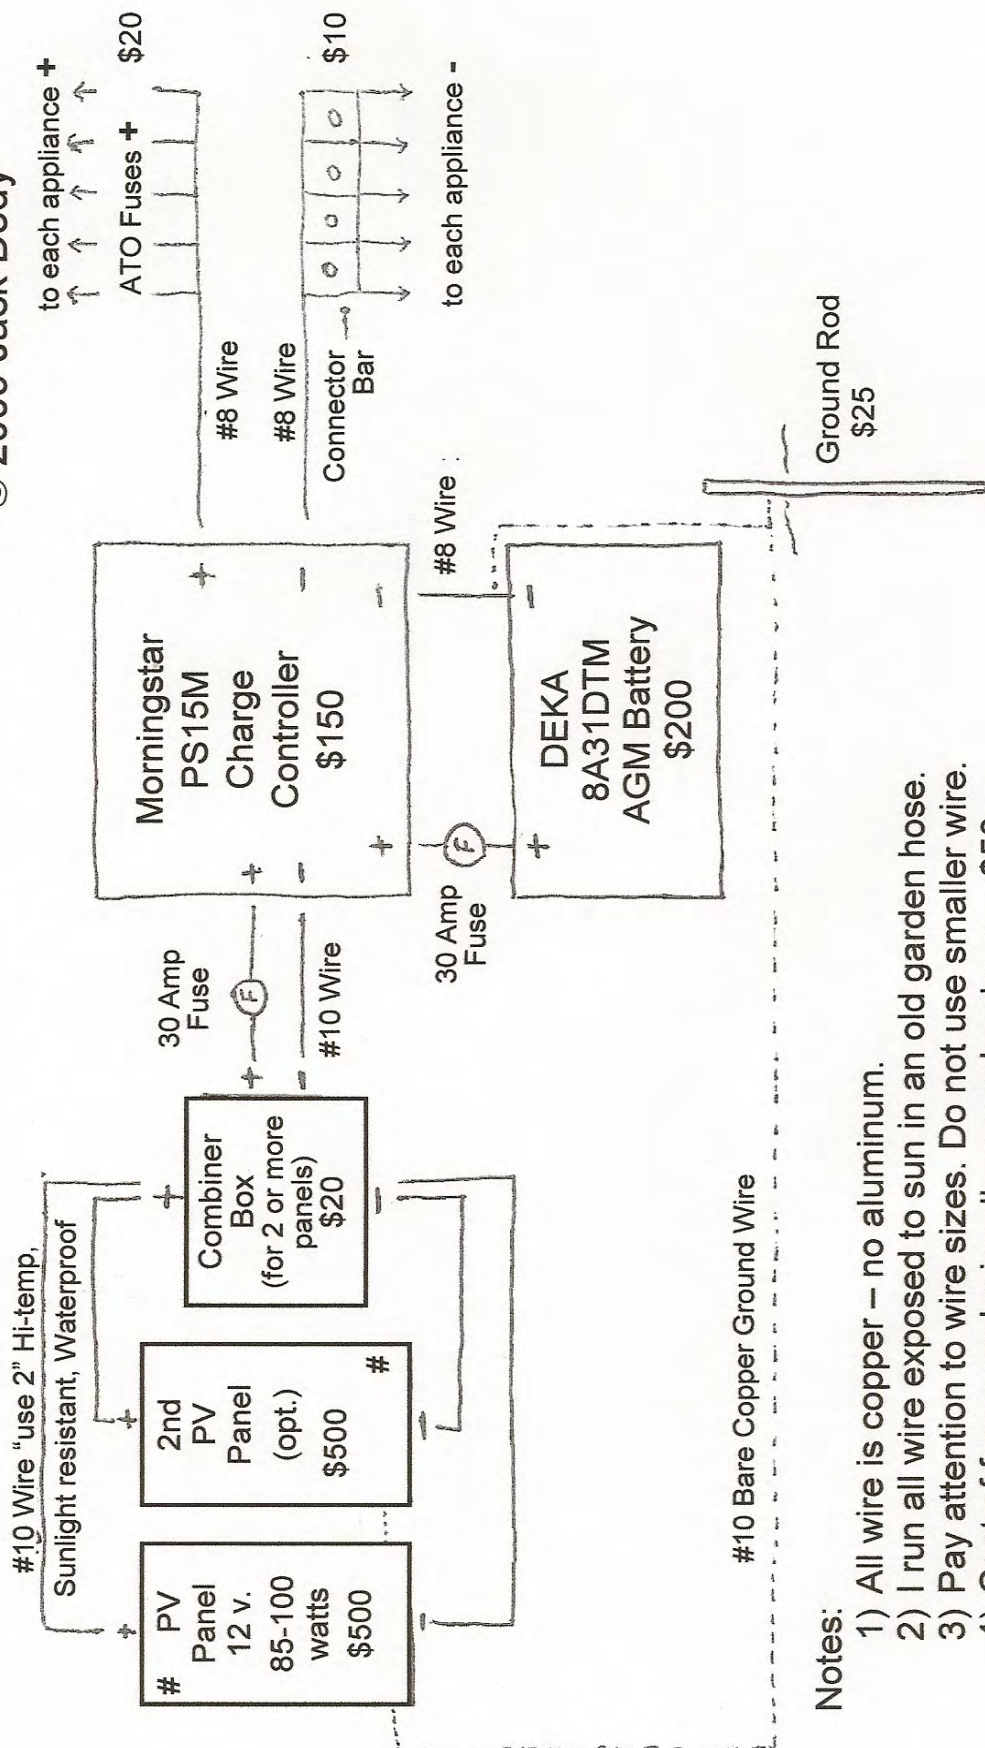 Jack Dody
to each appliance +
ATO Fuses +
$20
#10 Wire "use 2" Hi-temp,
Sunlight resistant, Waterproof
#8 Wire
#8 Wire
$10
Connector
Bar
to each appliance -
# PV
Panel
12 v.
85-100
watts
$500
+
-
2nd
PV
Panel
(opt.)
$500
#
+
-
Combiner
Box
(for 2 or more
panels)
$20
+
-
+
-
30 Amp
Fuse
F
#10 Wire
Morningstar
PS15M
Charge
Controller
$150
+
-
+
-
+
-
30 Amp
Fuse
F
#8 Wire
+
-
DEKA
8A31DTM
AGM Battery
$200
#10 Bare Copper Ground Wire
Ground Rod
$25
Notes:
1) All wire is copper – no aluminum.
2) I run all wire exposed to sun in an old garden hose.
3) Pay attention to wire sizes. Do not use smaller wire.